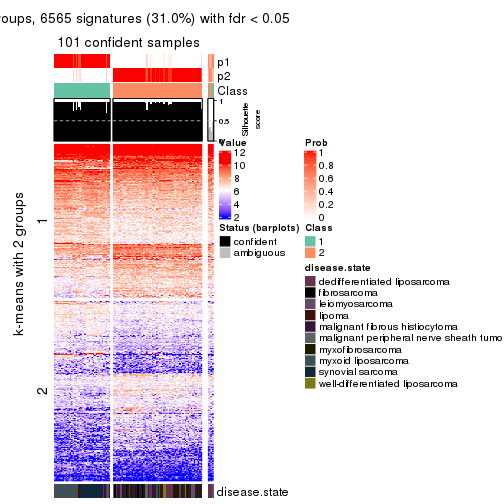 roups, 6565 signatures (31.0%) with fdr < 0.05
101 confident samples
p1
p2
Class
1
0.5
0
Silhouette
score
k-means with 2 groups
1
2
Value
12
10
8
6
4
2
Status (barplots)
confident
ambiguous
Prob
1
0.8
0.6
0.4
0.2
0
Class
1
2
disease.state
dedifferentiated liposarcoma
fibrosarcoma
leiomyosarcoma
lipoma
malignant fibrous histiocytoma
malignant peripheral nerve sheath tumo
myxofibrosarcoma
myxoid liposarcoma
synovial sarcoma
well-differentiated liposarcoma
disease.state